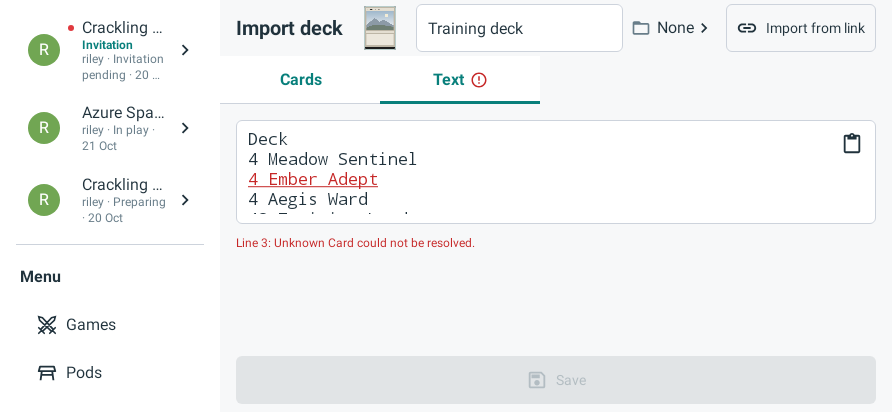 R
Crackling ...
Invitation
riley · Invitation
pending · 20 ...
R
Azure Spa...
riley · In play ·
21 Oct
R
Crackling ...
riley · Preparing
· 20 Oct
Menu
Games
Pods
Import deck
Training deck
None
Import from link
Cards
Text
Deck
4 Meadow Sentinel
4 Ember Adept
4 Aegis Ward
Line 3: Unknown Card could not be resolved.
Save